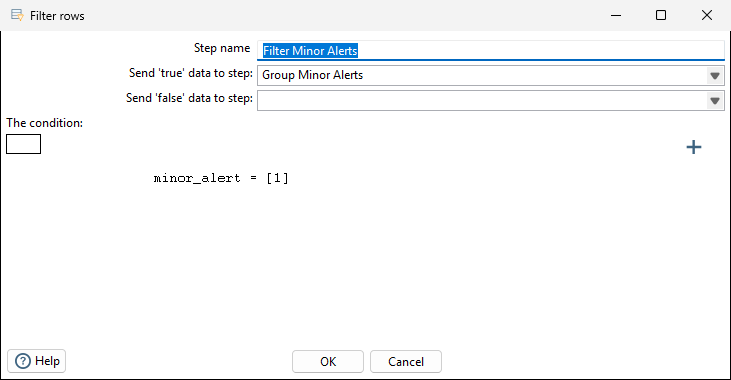 Filter rows
Step name Filter Minor Alerts
Send 'true' data to step: Group Minor Alerts
Send 'false' data to step:
The condition:
minor_alert = [1]
Help OK Cancel